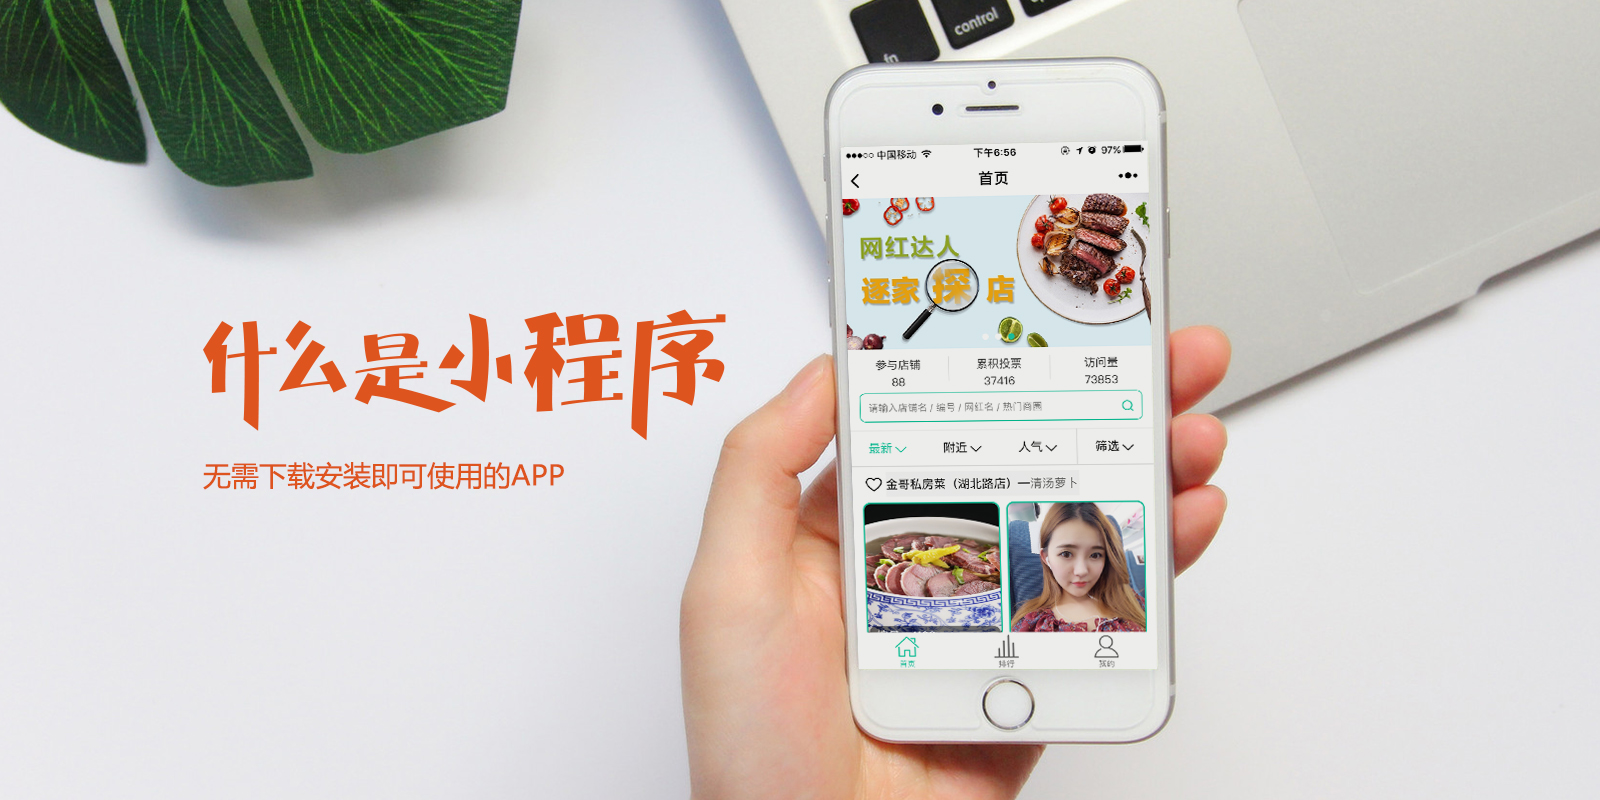 fn
control
什么是小程序
无需下载安装即可使用的APP
中国移动
下午6:56
97%
首页
网红达人
逐家探店
参与店铺
累积投票
访问量
88
37416
73853
请输入店铺名 / 编号 / 网红名 / 热门商圈
最新
附近
人气
筛选
金哥私房菜（湖北路店）—清汤萝卜
首页
排行
我的